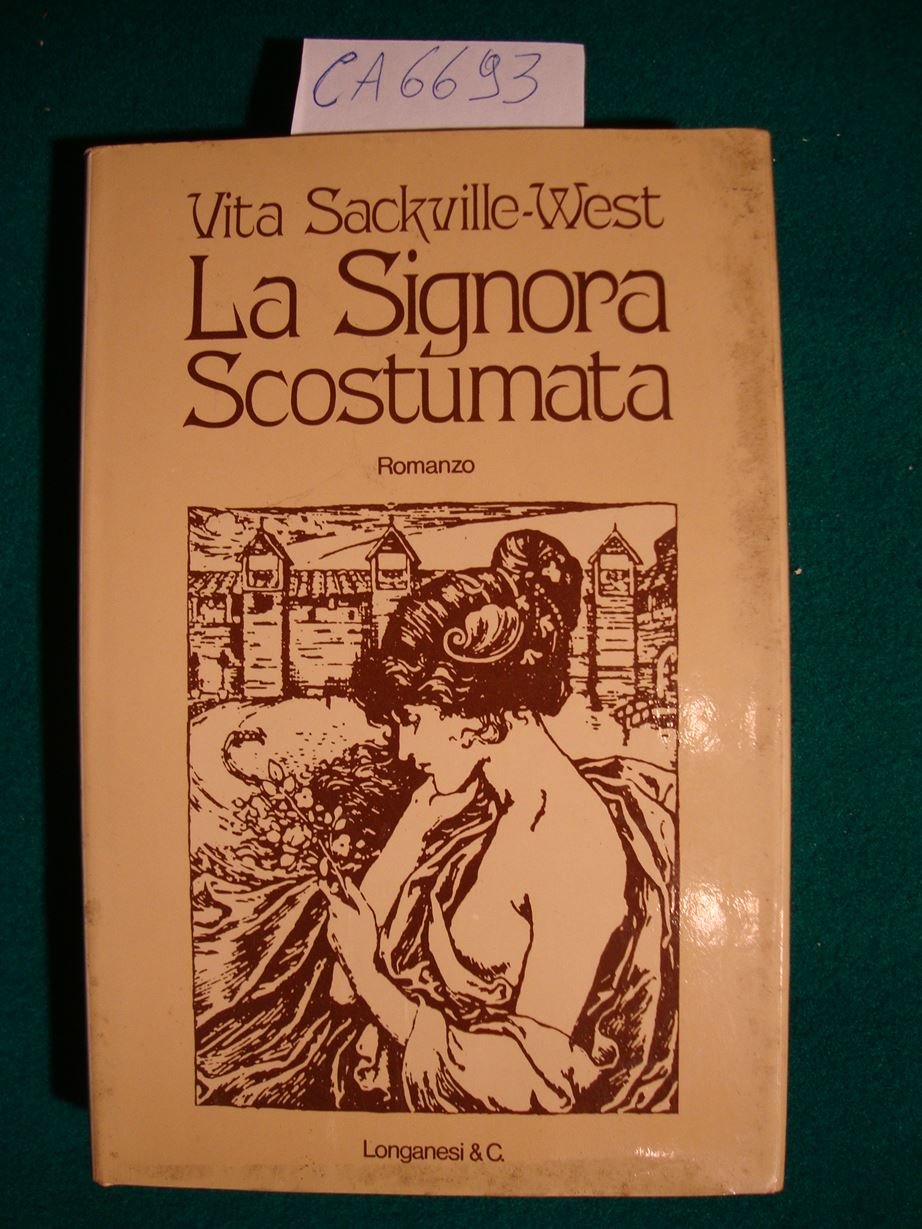 CA6693
Vita Sackville-West
La Signora
Scostumata
Romanzo
Longanesi & C.